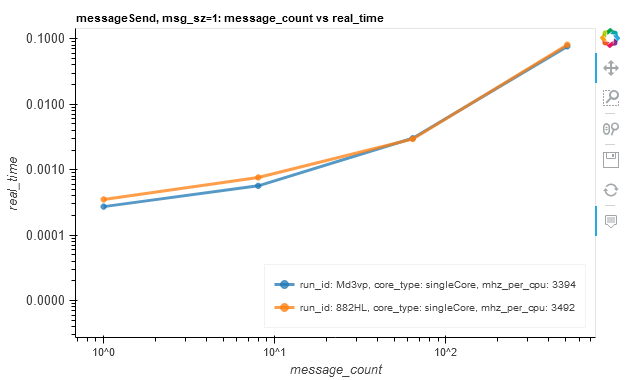 messageSend, msg_sz=1: message_count vs real_time
0.1000
0.0100
0.0010
0.0001
0.0000
real_time
10^0
10^1
10^2
message_count
run_id: Md3vp, core_type: singleCore, mhz_per_cpu: 3394
run_id: 882HL, core_type: singleCore, mhz_per_cpu: 3492